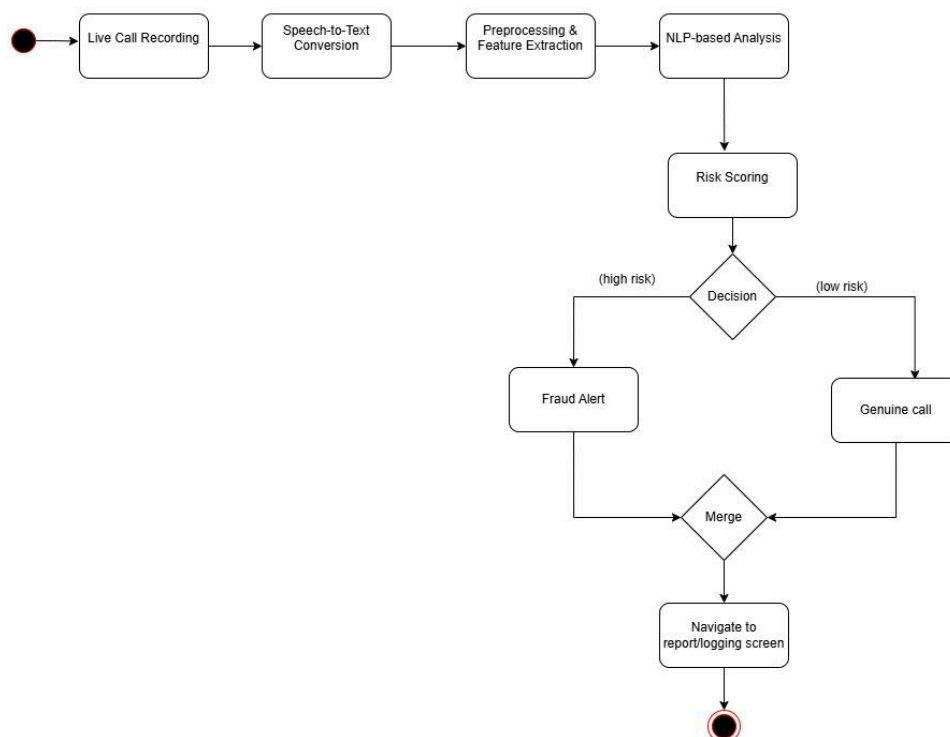 Live Call Recording
Speech-to-Text
Conversion
Preprocessing &
Feature Extraction
NLP-based Analysis
Risk Scoring
(high risk)
Decision
(low risk)
Fraud Alert
Genuine call
Merge
Navigate to
report/logging screen